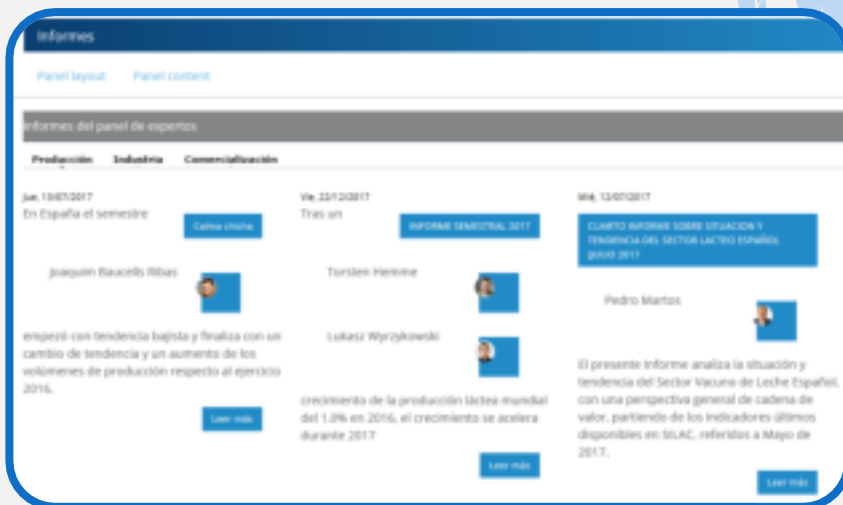 Informes
Panel layout Panel content
Informes del panel de expertos
Producción Industria Comercialización
Jue, 13/07/2017
En España el semestre
Calma chicha
Joaquim Baucells Ribas
empezó con tendencia bajista y finaliza con un
cambio de tendencia y un aumento de los
volúmenes de producción respecto al ejercicio
2016.
Leer más
Vie, 22/12/2017
Tras un
INFORME SEMESTRAL 2017
Torsten Hemme
Lukasz Wyrzykowski
crecimiento de la producción láctea mundial
del 1,0% en 2016, el crecimiento se acelera
durante 2017
Leer más
Mié, 12/07/2017
CUARTO INFORME SOBRE SITUACION Y
TENDENCIA DEL SECTOR LACTEO ESPAÑOL
JULIO 2017
Pedro Martos
El presente Informe analiza la situación y
tendencia del Sector Vacuno de Leche Español,
con una perspectiva general de cadena de
valor, partiendo de los indicadores últimos
disponibles en SILAC, referidos a Mayo de
2017.
Leer más